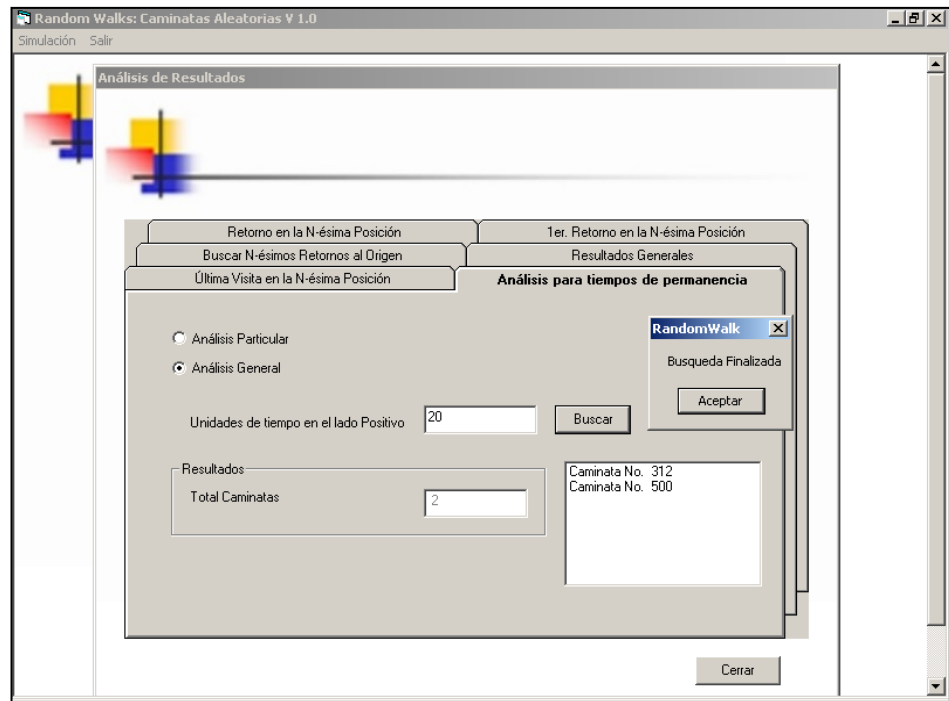 Random Walks: Caminatas Aleatorias V 1.0
Simulación Salir
Análisis de Resultados
Retorno en la N-ésima Posición
1er. Retorno en la N-ésima Posición
Buscar N-ésimos Retornos al Origen
Resultados Generales
Última Visita en la N-ésima Posición
Análisis para tiempos de permanencia
Análisis Particular
Análisis General
RandomWalk
Busqueda Finalizada
Aceptar
Unidades de tiempo en el lado Positivo
20
Buscar
Resultados
Total Caminatas
2
Caminata No. 312
Caminata No. 500
Cerrar